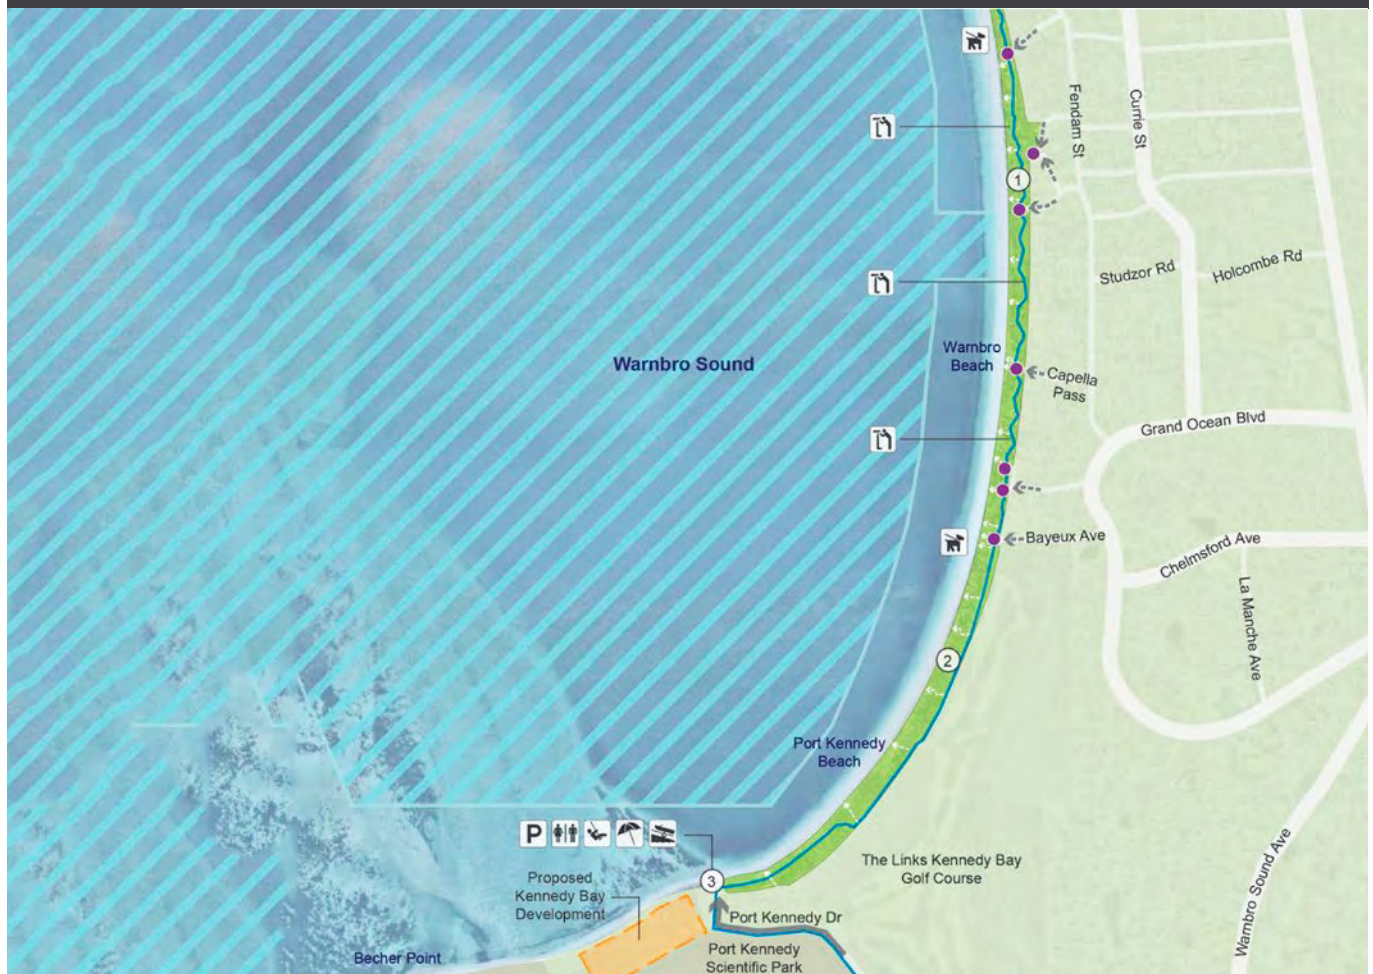 Fendam St
Currie St
1
Studzor Rd
Holcombe Rd
Warnbro
Beach
Warnbro Sound
Capella
Pass
Grand Ocean Blvd
Bayeux Ave
Chelmsford Ave
La Manche Ave
2
Port Kennedy
Beach
P
The Links Kennedy Bay
Golf Course
3
Proposed
Kennedy Bay
Development
Port Kennedy Dr
Warnbro Sound Ave
Becher Point
Port Kennedy
Scientific Park